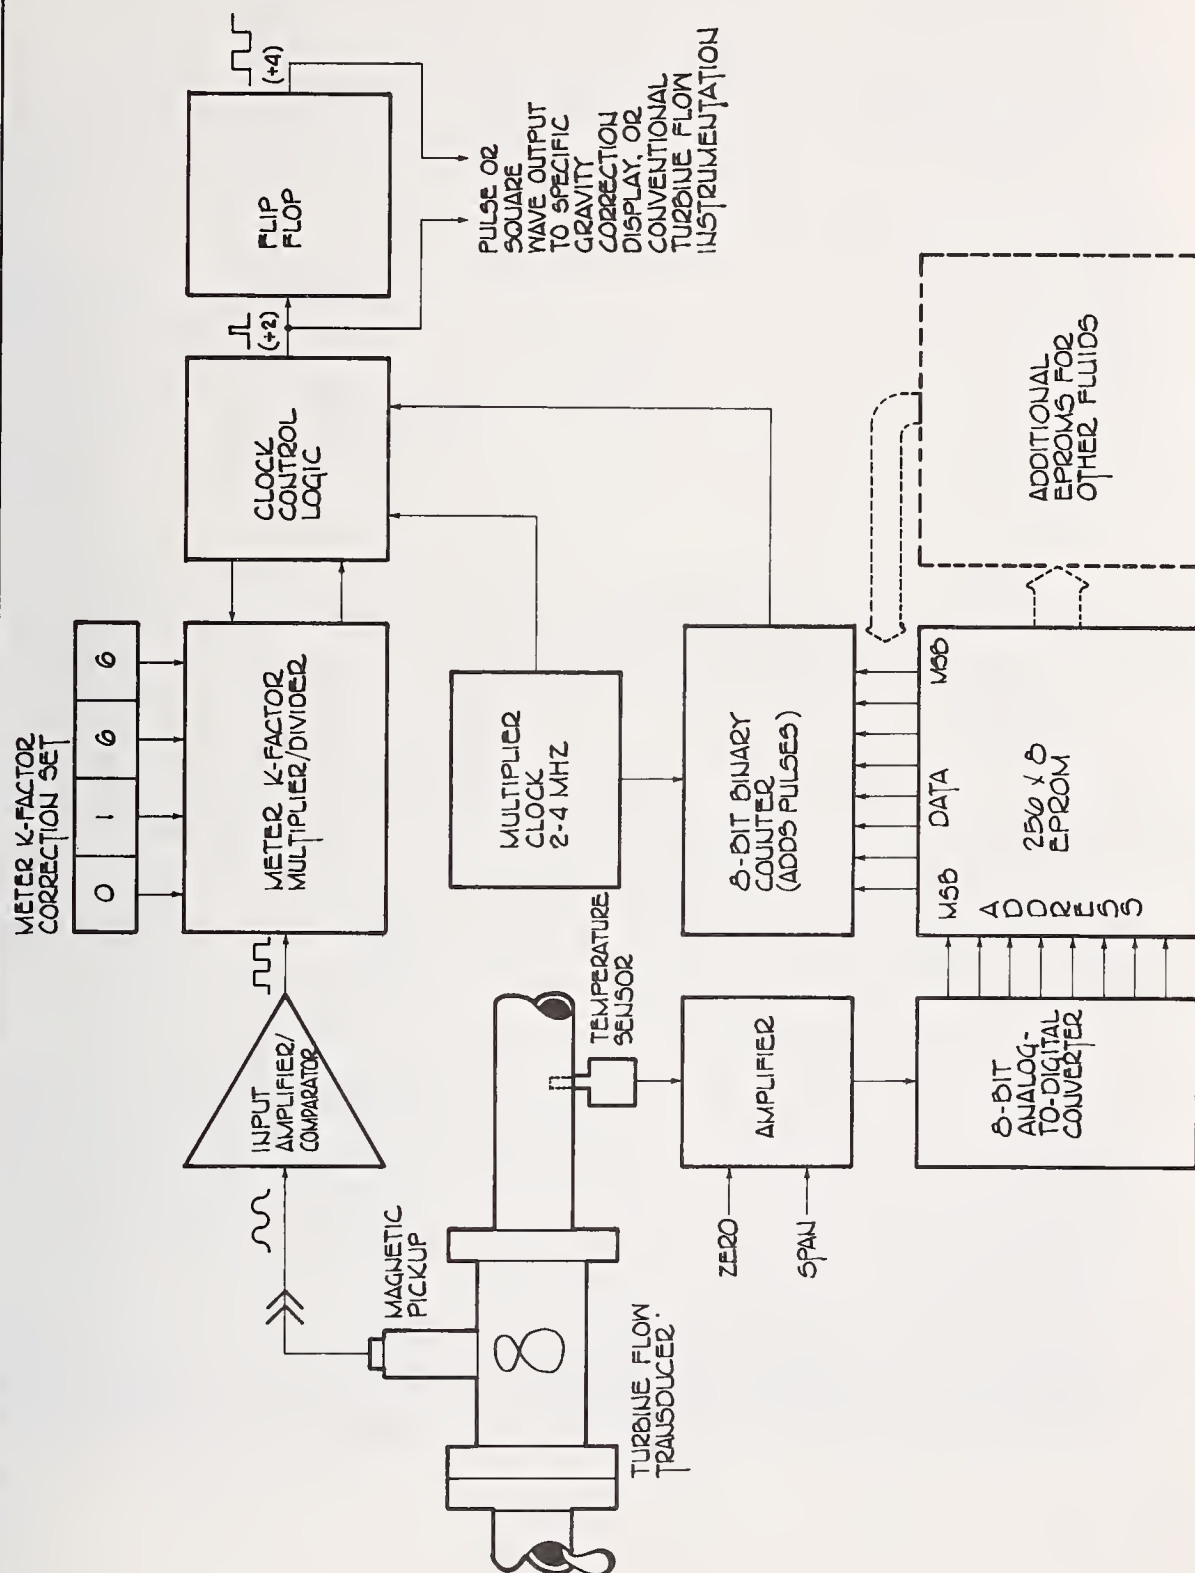 METER K-FACTOR
CORRECTION SET
0 1 6 6
INPUT
AMPLIFIER/
COMPARATOR
METER K-FACTOR
MULTIPLIER/DIVIDER
CLOCK
CONTROL
LOGIC
(÷2)
FLIP
FLOP
(÷4)
PULSE OR
SQUARE
WAVE OUTPUT
TO SPECIFIC
GRAVITY
CORRECTION
DISPLAY, OR
CONVENTIONAL
TURBINE FLOW
INSTRUMENTATION
MAGNETIC
PICKUP
TURBINE FLOW
TRANSDUCER.
TEMPERATURE
SENSOR
MULTIPLIER
CLOCK
2-4 MHZ
ZERO
SPAN
AMPLIFIER
8-BIT BINARY
COUNTER
(ADDS PULSES)
8-BIT
ANALOG-
TO-DIGITAL
CONVERTER
MSB DATA MSB
ADDRESS
256 x 8
EPROM
ADDITIONAL
EPROMS FOR
OTHER FLUIDS